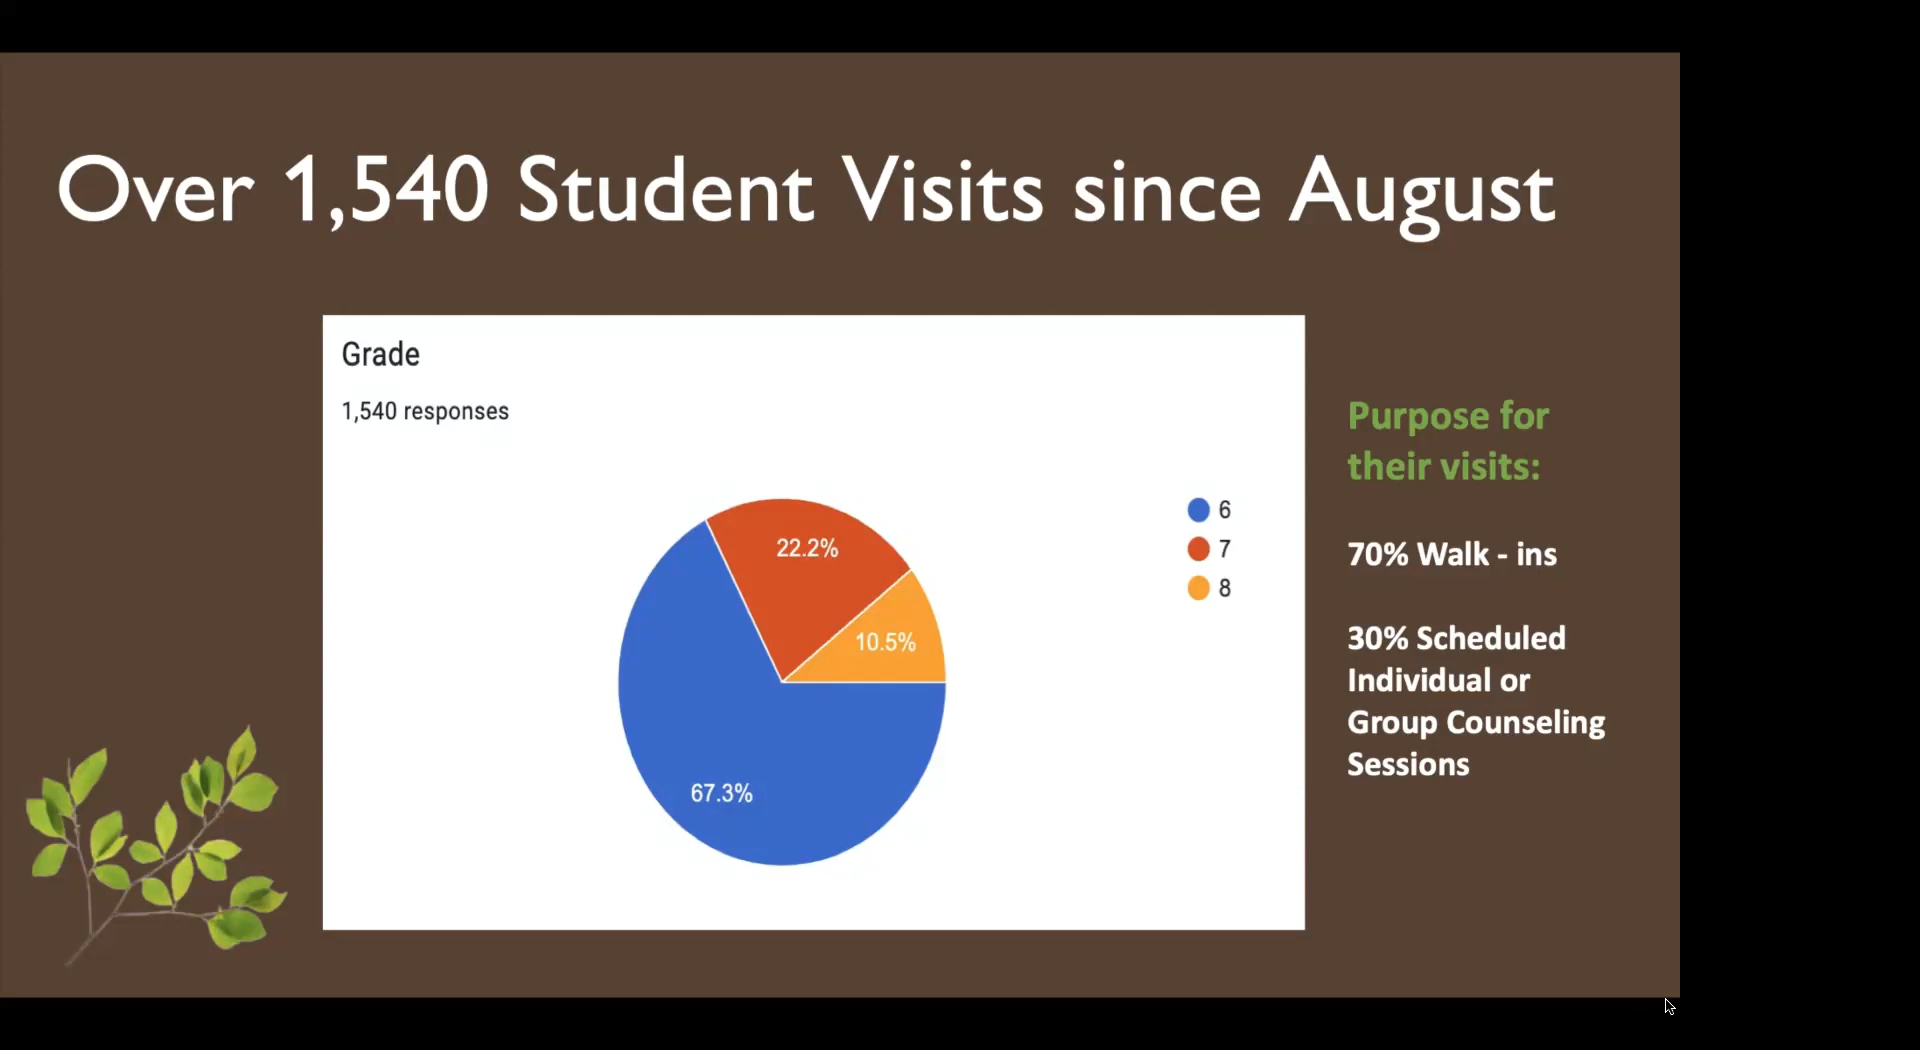 Over 1,540 Student Visits since August
Grade
1,540 responses
6
7
8
22.2%
10.5%
67.3%
Purpose for
their visits:
70% Walk - ins
30% Scheduled
Individual or
Group Counseling
Sessions